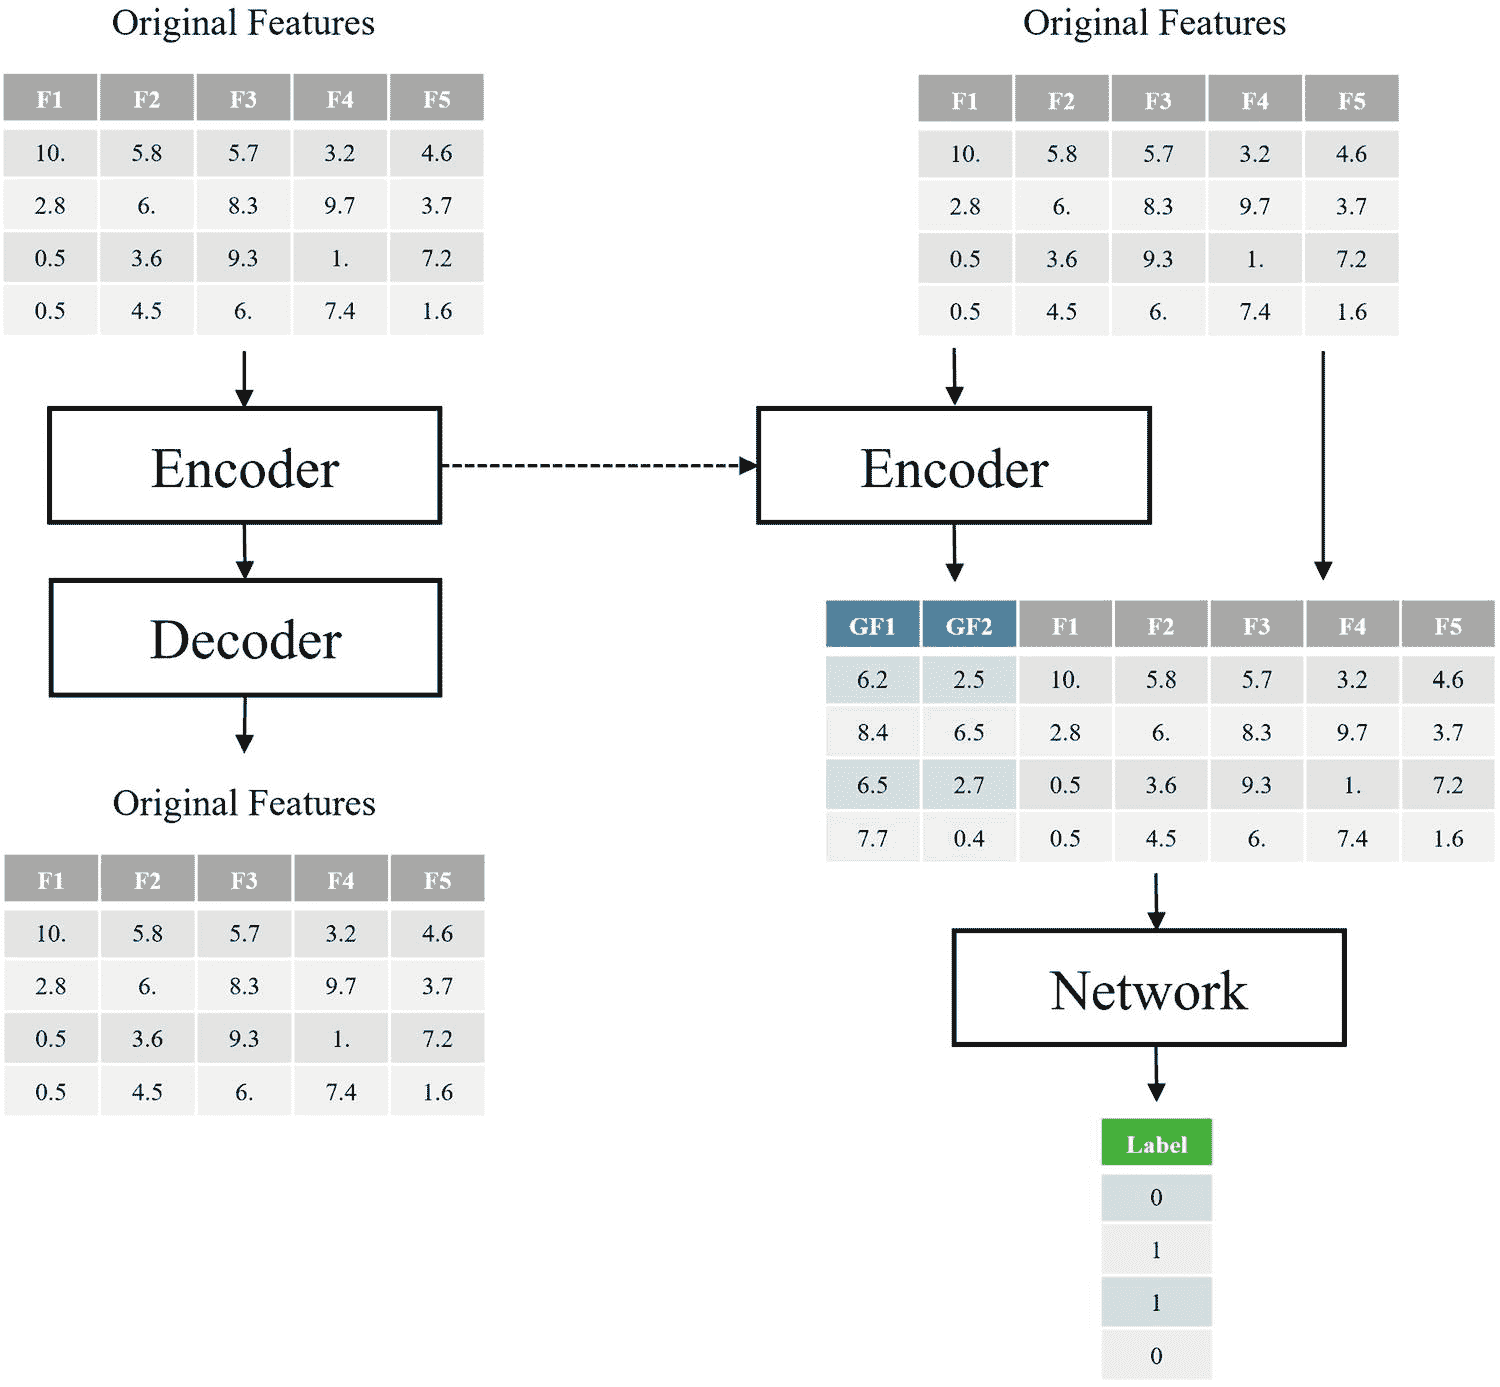 Original Features
F1 F2 F3 F4 F5
10. 5.8 5.7 3.2 4.6
2.8 6. 8.3 9.7 3.7
0.5 3.6 9.3 1. 7.2
0.5 4.5 6. 7.4 1.6
Encoder
Decoder
Original Features
F1 F2 F3 F4 F5
10. 5.8 5.7 3.2 4.6
2.8 6. 8.3 9.7 3.7
0.5 3.6 9.3 1. 7.2
0.5 4.5 6. 7.4 1.6
Original Features
F1 F2 F3 F4 F5
10. 5.8 5.7 3.2 4.6
2.8 6. 8.3 9.7 3.7
0.5 3.6 9.3 1. 7.2
0.5 4.5 6. 7.4 1.6
Encoder
GF1 GF2 F1 F2 F3 F4 F5
6.2 2.5 10. 5.8 5.7 3.2 4.6
8.4 6.5 2.8 6. 8.3 9.7 3.7
6.5 2.7 0.5 3.6 9.3 1. 7.2
7.7 0.4 0.5 4.5 6. 7.4 1.6
Network
Label
0
1
1
0